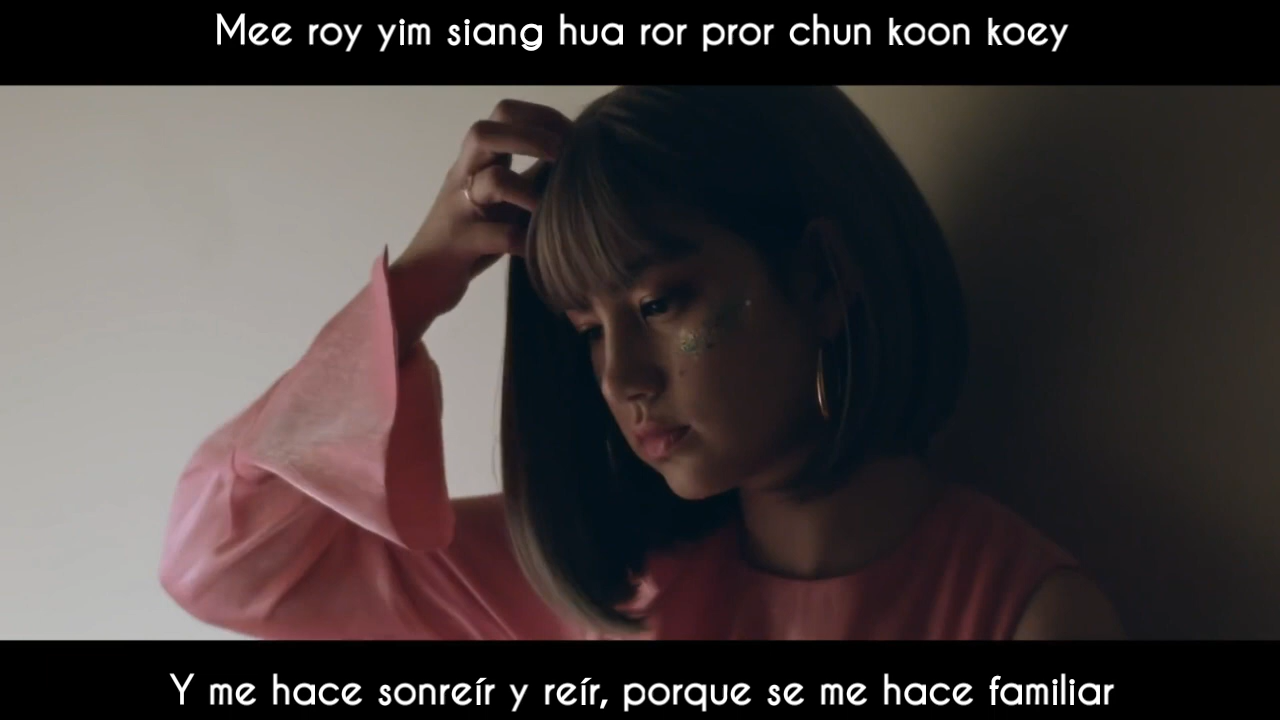 Mee roy yim siang hua ror pror chun koon koey
Y me hace sonreír y reír, porque se me hace familiar